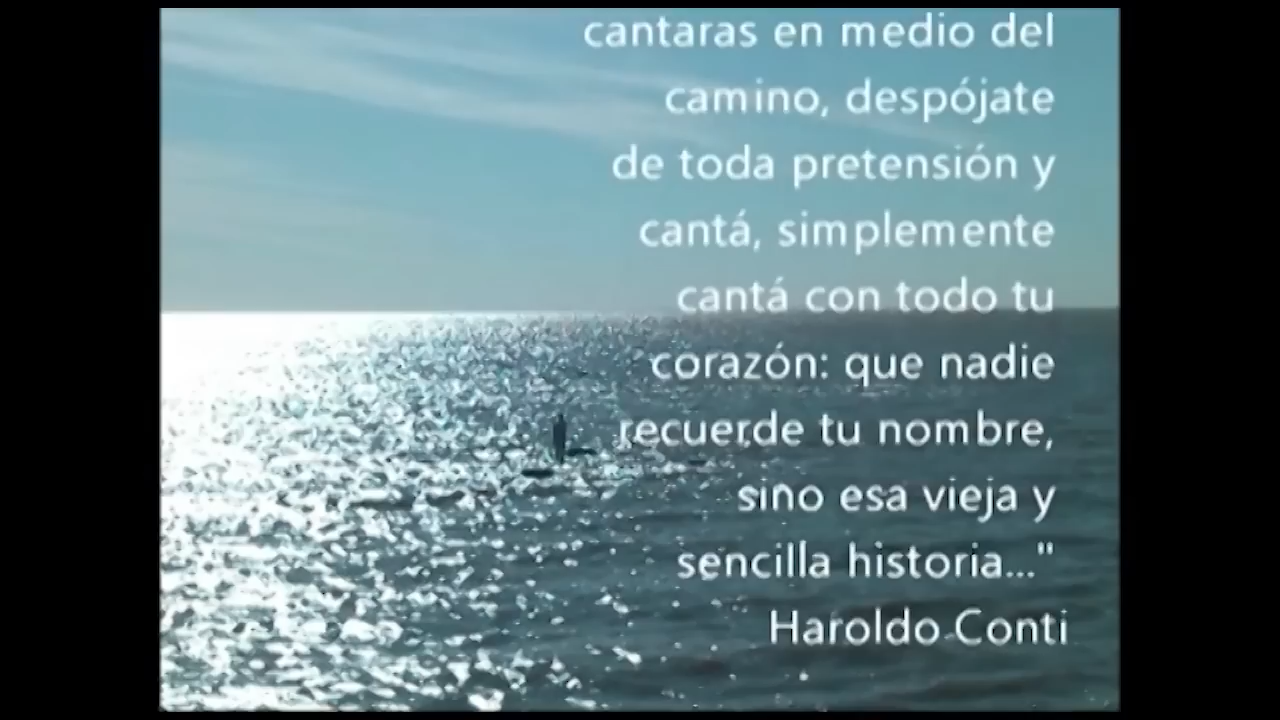 cantaras en medio del
camino, despójate
de toda pretensión y
cantá, simplemente
cantá con todo tu
corazón: que nadie
recuerde tu nombre,
sino esa vieja y
sencilla historia..."
Haroldo Conti